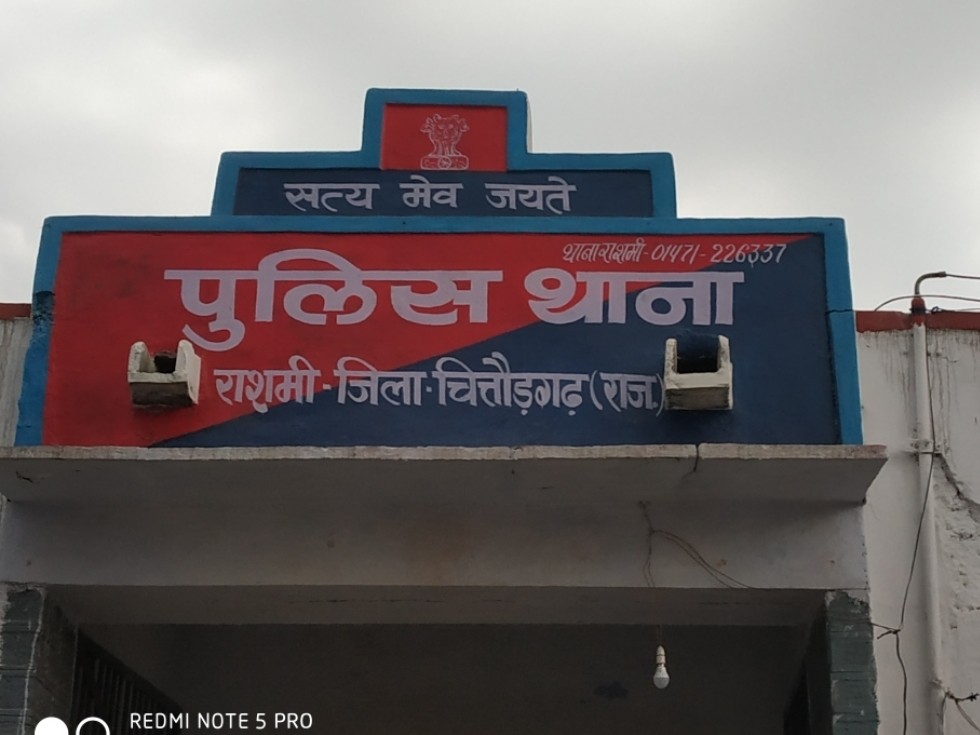 सत्य मेव जयते
थाना राशमी-01471-226337
पुलिस थाना
राशमी-जिला-चित्तौड़गढ़(राज.)
REDMI NOTE 5 PRO